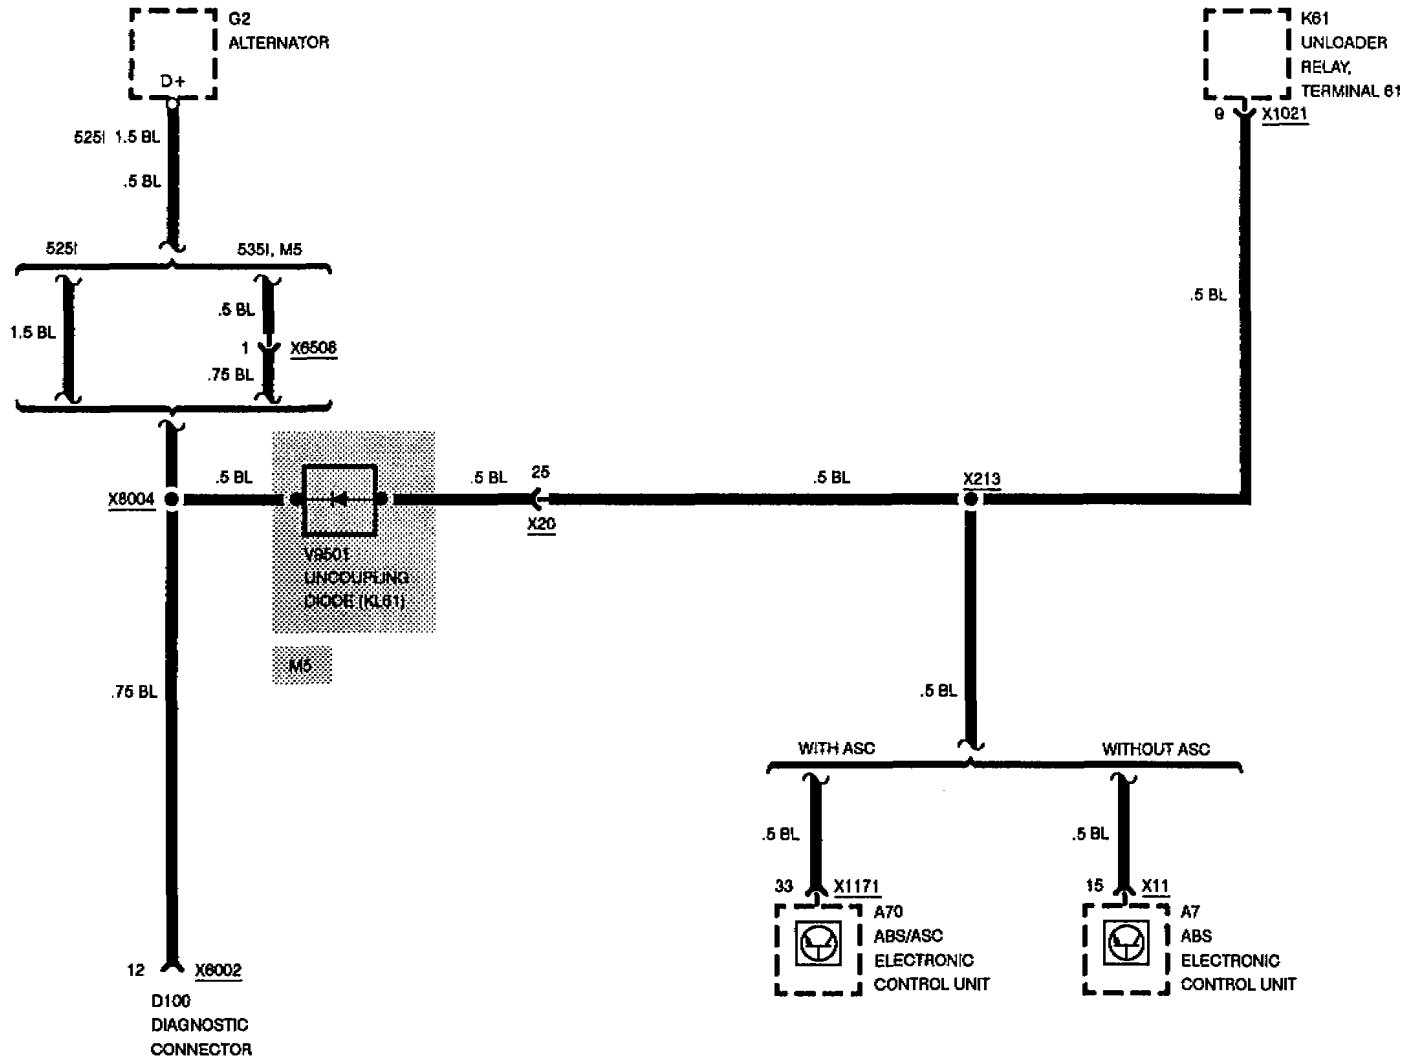 G2
ALTERNATOR
D+
K61
UNLOADER
RELAY,
TERMINAL 61
9
X1021
525I 1.5 BL
.5 BL
525I
535I, M5
1.5 BL
.5 BL
1
X6508
.75 BL
.5 BL
X8004
.5 BL
.5 BL
25
X20
.5 BL
X213
V9501
UNCOUPLING
DIODE (KL61)
M5
.75 BL
.5 BL
WITH ASC
WITHOUT ASC
.5 BL
.5 BL
33
X1171
15
X11
A70
ABS/ASC
ELECTRONIC
CONTROL UNIT
A7
ABS
ELECTRONIC
CONTROL UNIT
12
X6002
D100
DIAGNOSTIC
CONNECTOR